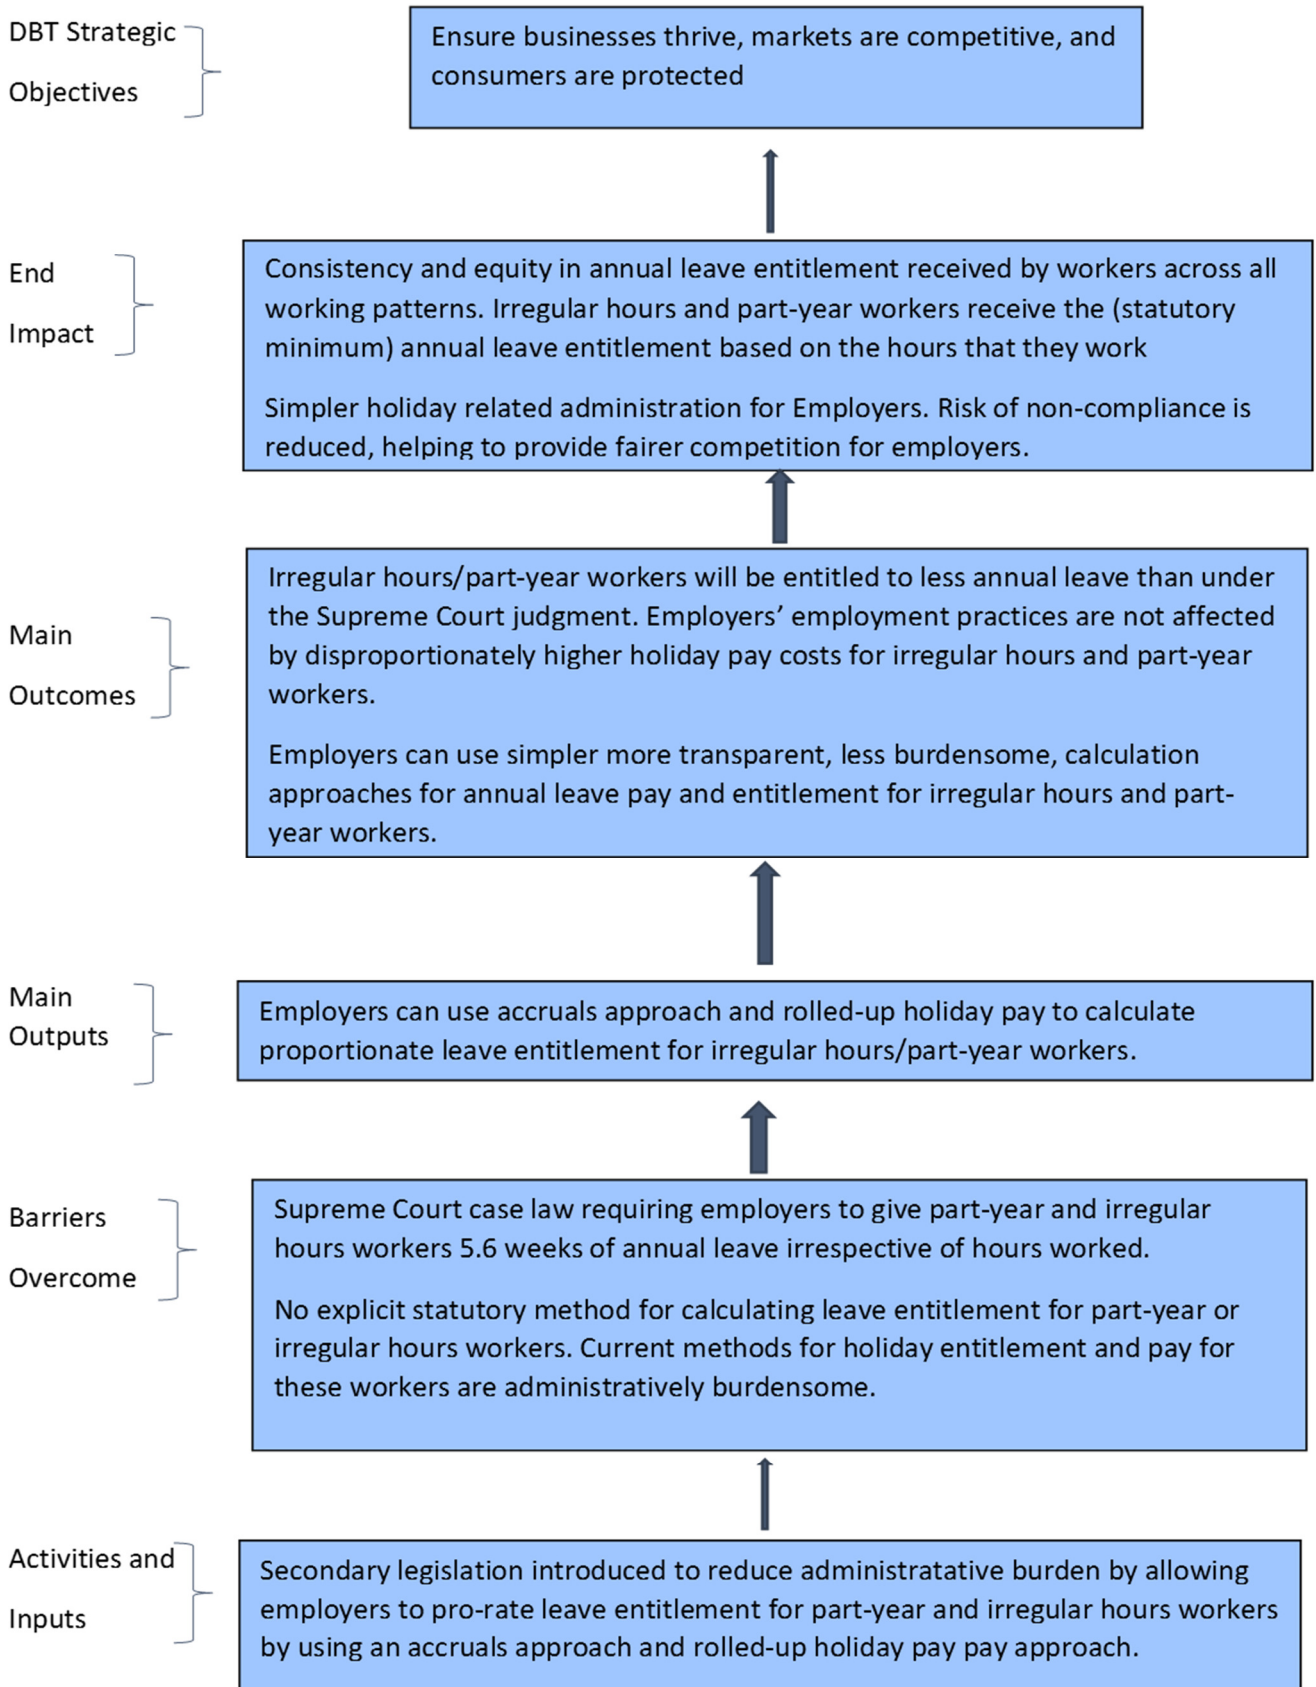 DBT Strategic
Objectives
Ensure businesses thrive, markets are competitive, and
consumers are protected
End
Impact
Consistency and equity in annual leave entitlement received by workers across all
working patterns. Irregular hours and part-year workers receive the (statutory
minimum) annual leave entitlement based on the hours that they work
Simpler holiday related administration for Employers. Risk of non-compliance is
reduced, helping to provide fairer competition for employers.
Main
Outcomes
Irregular hours/part-year workers will be entitled to less annual leave than under
the Supreme Court judgment. Employers’ employment practices are not affected
by disproportionately higher holiday pay costs for irregular hours and part-year
workers.
Employers can use simpler more transparent, less burdensome, calculation
approaches for annual leave pay and entitlement for irregular hours and part-
year workers.
Main
Outputs
Employers can use accruals approach and rolled-up holiday pay to calculate
proportionate leave entitlement for irregular hours/part-year workers.
Barriers
Overcome
Supreme Court case law requiring employers to give part-year and irregular
hours workers 5.6 weeks of annual leave irrespective of hours worked.
No explicit statutory method for calculating leave entitlement for part-year or
irregular hours workers. Current methods for holiday entitlement and pay for
these workers are administratively burdensome.
Activities and
Inputs
Secondary legislation introduced to reduce administratative burden by allowing
employers to pro-rate leave entitlement for part-year and irregular hours workers
by using an accruals approach and rolled-up holiday pay pay approach.